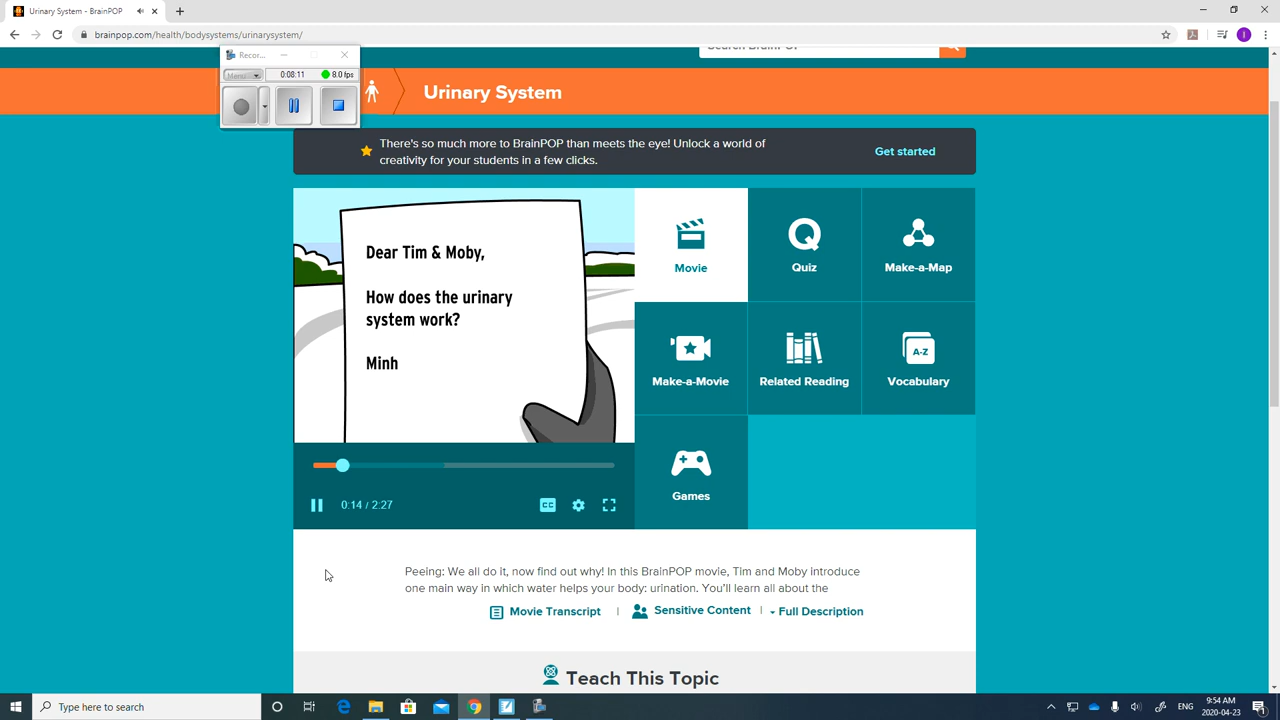 Urinary System - BrainPOP
brainpop.com/health/bodysystems/urinarysystem/
Recor...
Menu
0:08:11
8.0 fps
Search BrainPOP
Urinary System
There's so much more to BrainPOP than meets the eye! Unlock a world of
creativity for your students in a few clicks.
Get started
Dear Tim & Moby,
How does the urinary
system work?
Minh
Movie
Quiz
Make-a-Map
Make-a-Movie
Related Reading
A-Z
Vocabulary
Games
0:14 / 2:27
CC
Peeing: We all do it, now find out why! In this BrainPOP movie, Tim and Moby introduce
one main way in which water helps your body: urination. You'll learn all about the
Movie Transcript | Sensitive Content | Full Description
Teach This Topic
Type here to search
ENG
9:54 AM
2020-04-23